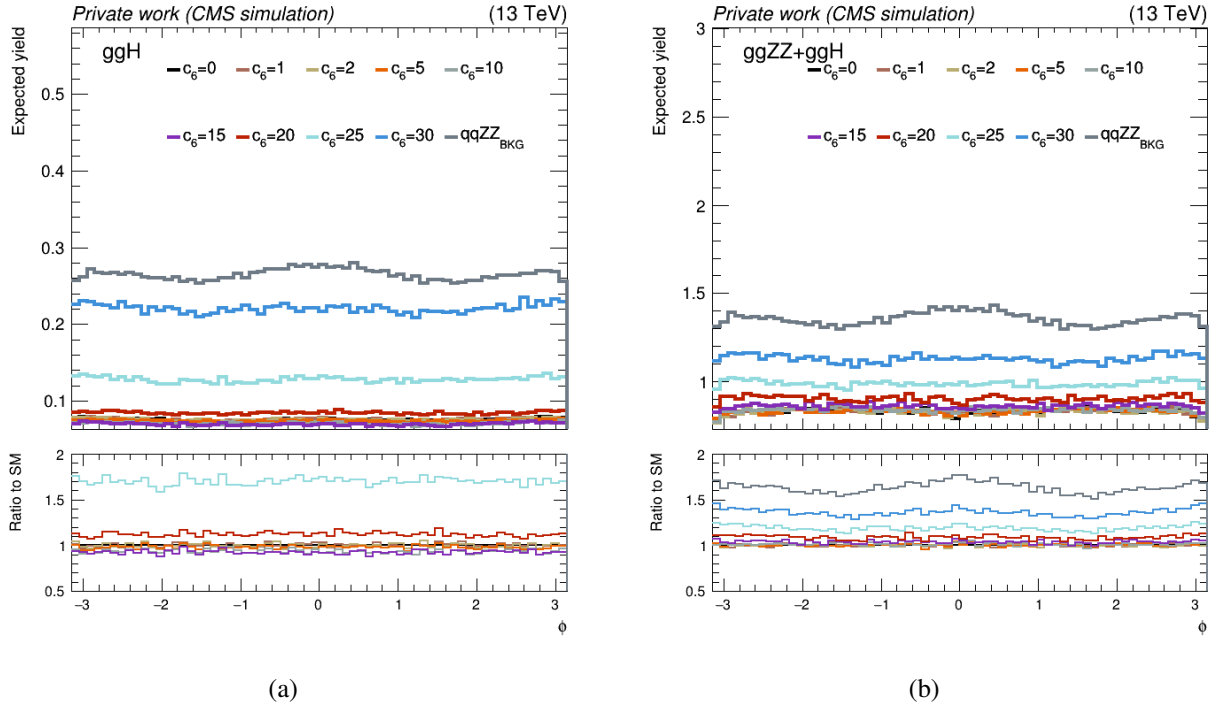 Private work (CMS simulation) (13 TeV)
Expected yield
ggH
c6=0 c6=1 c6=2 c6=5 c6=10
c6=15 c6=20 c6=25 c6=30 qqZZBKG
0.5
0.4
0.3
0.2
0.1
Ratio to SM
2
1.5
1
0.5
−3 −2 −1 0 1 2 3
ϕ
(a)
Private work (CMS simulation) (13 TeV)
Expected yield
ggZZ+ggH
c6=0 c6=1 c6=2 c6=5 c6=10
c6=15 c6=20 c6=25 c6=30 qqZZBKG
3
2.5
2
1.5
1
Ratio to SM
2
1.5
1
0.5
−3 −2 −1 0 1 2 3
ϕ
(b)